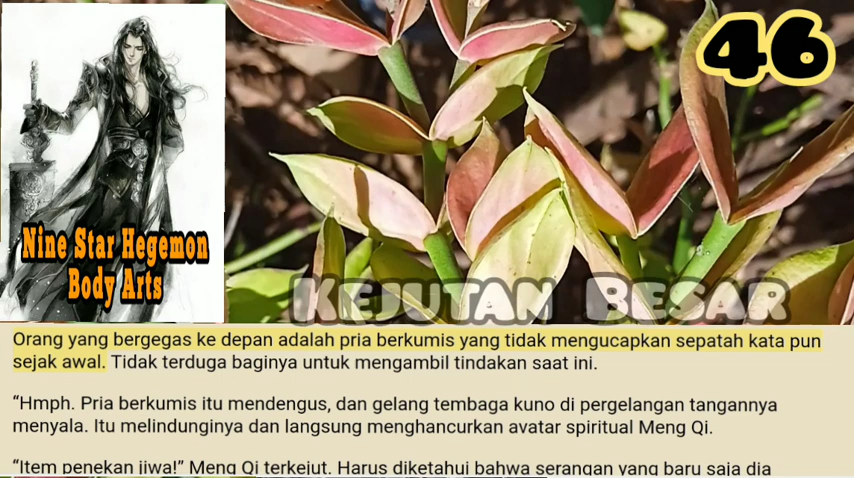 46
Nine Star Hegemon
Body Arts
Kejutan Besar
Orang yang bergegas ke depan adalah pria berkumis yang tidak mengucapkan sepatah kata pun
sejak awal. Tidak terduga baginya untuk mengambil tindakan saat ini.
“Hmph. Pria berkumis itu mendengus, dan gelang tembaga kuno di pergelangan tangannya
menyala. Itu melindunginya dan langsung menghancurkan avatar spiritual Meng Qi.
“Item penekan jiwa!” Meng Qi terkejut. Harus diketahui bahwa serangan yang baru saja dia